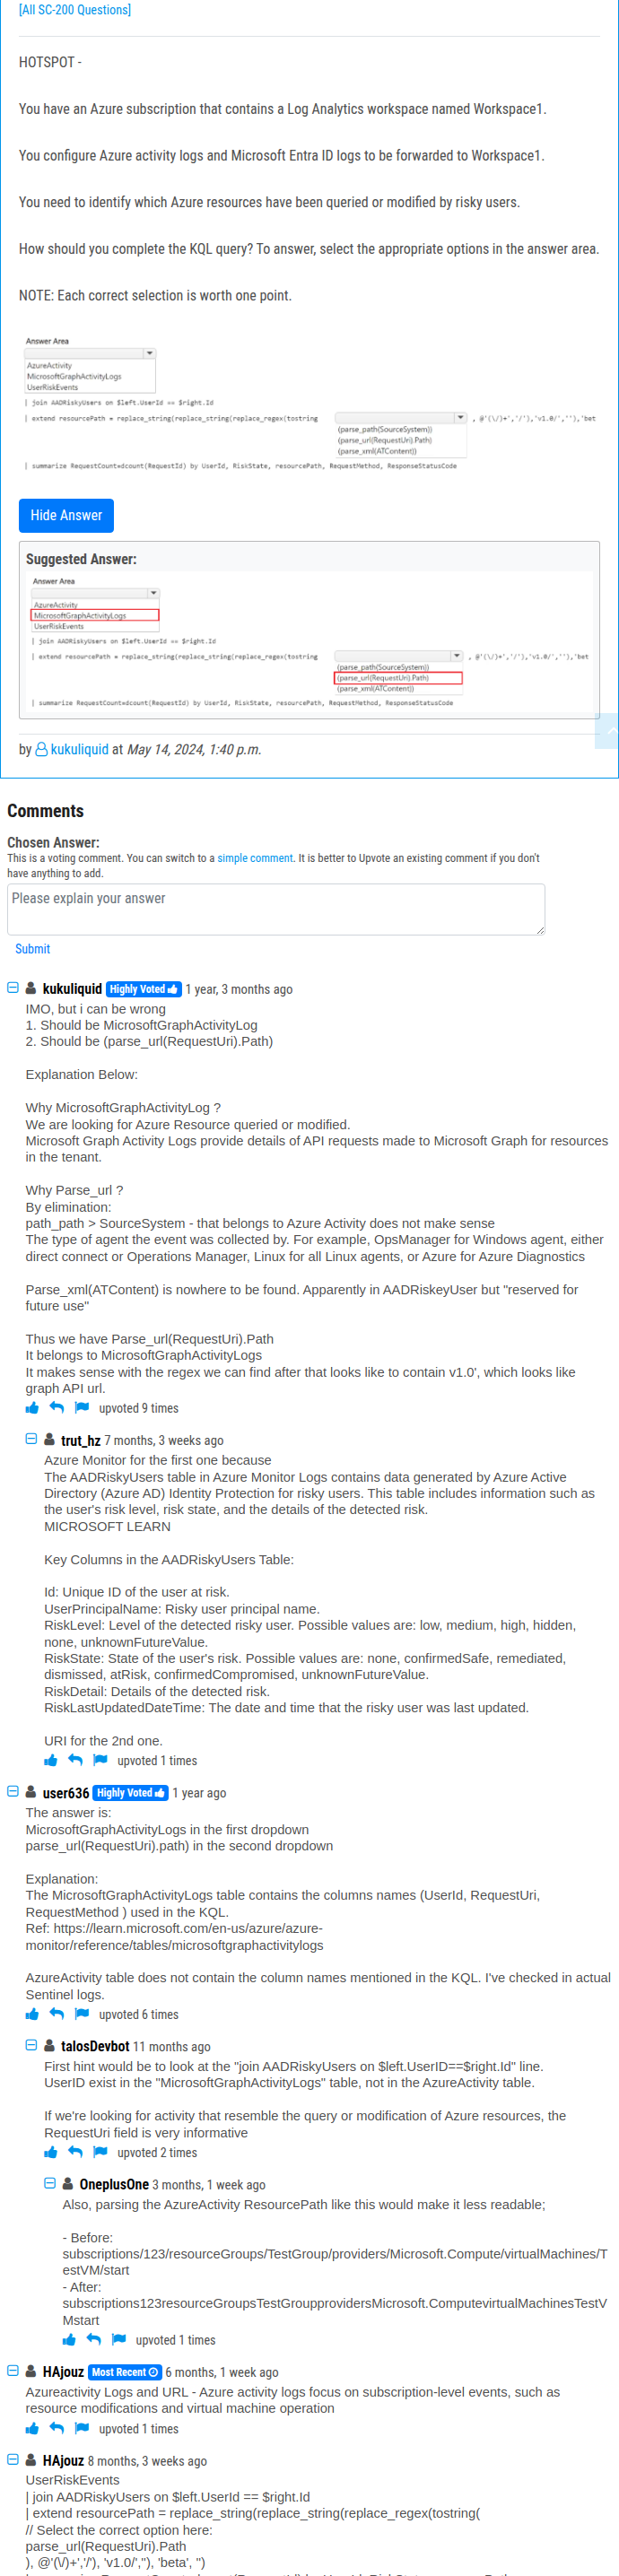 [All SC-200 Questions]
HOTSPOT -
You have an Azure subscription that contains a Log Analytics workspace named Workspace1.
You configure Azure activity logs and Microsoft Entra ID logs to be forwarded to Workspace1.
You need to identify which Azure resources have been queried or modified by risky users.
How should you complete the KQL query? To answer, select the appropriate options in the answer area.
NOTE: Each correct selection is worth one point.
Answer Area
AzureActivity
MicrosoftGraphActivityLogs
UserRiskEvents
| join AADRiskyUsers on $left.UserId == $right.Id
| extend resourcePath = replace_string(replace_string(replace_regex(tostring , @'(\/)+','/'),'v1.0/',''),'bet
(parse_path(SourceSystem))
(parse_url(RequestUri).Path)
(parse_xml(ATContent))
| summarize RequestCount=dcount(RequestId) by UserId, RiskState, resourcePath, RequestMethod, ResponseStatusCode
Hide Answer
Suggested Answer:
Answer Area
AzureActivity
MicrosoftGraphActivityLogs
UserRiskEvents
| join AADRiskyUsers on $left.UserId == $right.Id
| extend resourcePath = replace_string(replace_string(replace_regex(tostring , @'(\/)+','/'),'v1.0/',''),'bet
(parse_path(SourceSystem))
(parse_url(RequestUri).Path)
(parse_xml(ATContent))
| summarize RequestCount=dcount(RequestId) by UserId, RiskState, resourcePath, RequestMethod, ResponseStatusCode
by kukuliquid at May 14, 2024, 1:40 p.m.
Comments
Chosen Answer:
This is a voting comment. You can switch to a simple comment. It is better to Upvote an existing comment if you don't
have anything to add.
Please explain your answer
Submit
kukuliquid Highly Voted 1 year, 3 months ago
IMO, but i can be wrong
1. Should be MicrosoftGraphActivityLog
2. Should be (parse_url(RequestUri).Path)
Explanation Below:
Why MicrosoftGraphActivityLog ?
We are looking for Azure Resource queried or modified.
Microsoft Graph Activity Logs provide details of API requests made to Microsoft Graph for resources
in the tenant.
Why Parse_url ?
By elimination:
path_path > SourceSystem - that belongs to Azure Activity does not make sense
The type of agent the event was collected by. For example, OpsManager for Windows agent, either
direct connect or Operations Manager, Linux for all Linux agents, or Azure for Azure Diagnostics
Parse_xml(ATContent) is nowhere to be found. Apparently in AADRiskeyUser but "reserved for
future use"
Thus we have Parse_url(RequestUri).Path
It belongs to MicrosoftGraphActivityLogs
It makes sense with the regex we can find after that looks like to contain v1.0', which looks like
graph API url.
upvoted 9 times
trut_hz 7 months, 3 weeks ago
Azure Monitor for the first one because
The AADRiskyUsers table in Azure Monitor Logs contains data generated by Azure Active
Directory (Azure AD) Identity Protection for risky users. This table includes information such as
the user's risk level, risk state, and the details of the detected risk.
MICROSOFT LEARN
Key Columns in the AADRiskyUsers Table:
Id: Unique ID of the user at risk.
UserPrincipalName: Risky user principal name.
RiskLevel: Level of the detected risky user. Possible values are: low, medium, high, hidden,
none, unknownFutureValue.
RiskState: State of the user's risk. Possible values are: none, confirmedSafe, remediated,
dismissed, atRisk, confirmedCompromised, unknownFutureValue.
RiskDetail: Details of the detected risk.
RiskLastUpdatedDateTime: The date and time that the risky user was last updated.
URI for the 2nd one.
upvoted 1 times
user636 Highly Voted 1 year ago
The answer is:
MicrosoftGraphActivityLogs in the first dropdown
parse_url(RequestUri).path) in the second dropdown
Explanation:
The MicrosoftGraphActivityLogs table contains the columns names (UserId, RequestUri,
RequestMethod ) used in the KQL.
Ref: https://learn.microsoft.com/en-us/azure/azure-
monitor/reference/tables/microsoftgraphactivitylogs
AzureActivity table does not contain the column names mentioned in the KQL. I've checked in actual
Sentinel logs.
upvoted 6 times
talosDevbot 11 months ago
First hint would be to look at the "join AADRiskyUsers on $left.UserID==$right.Id" line.
UserID exist in the "MicrosoftGraphActivityLogs" table, not in the AzureActivity table.
If we're looking for activity that resemble the query or modification of Azure resources, the
RequestUri field is very informative
upvoted 2 times
OneplusOne 3 months, 1 week ago
Also, parsing the AzureActivity ResourcePath like this would make it less readable;
- Before:
subscriptions/123/resourceGroups/TestGroup/providers/Microsoft.Compute/virtualMachines/T
estVM/start
- After:
subscriptions123resourceGroupsTestGroupprovidersMicrosoft.ComputevirtualMachinesTestV
Mstart
upvoted 1 times
HAjouz Most Recent 6 months, 1 week ago
Azureactivity Logs and URL - Azure activity logs focus on subscription-level events, such as
resource modifications and virtual machine operation
upvoted 1 times
HAjouz 8 months, 3 weeks ago
UserRiskEvents
| join AADRiskyUsers on $left.UserId == $right.Id
| extend resourcePath = replace_string(replace_string(replace_regex(tostring(
// Select the correct option here:
parse_url(RequestUri).Path
), @'(\/)+','/'), 'v1.0/',''), 'beta', '')